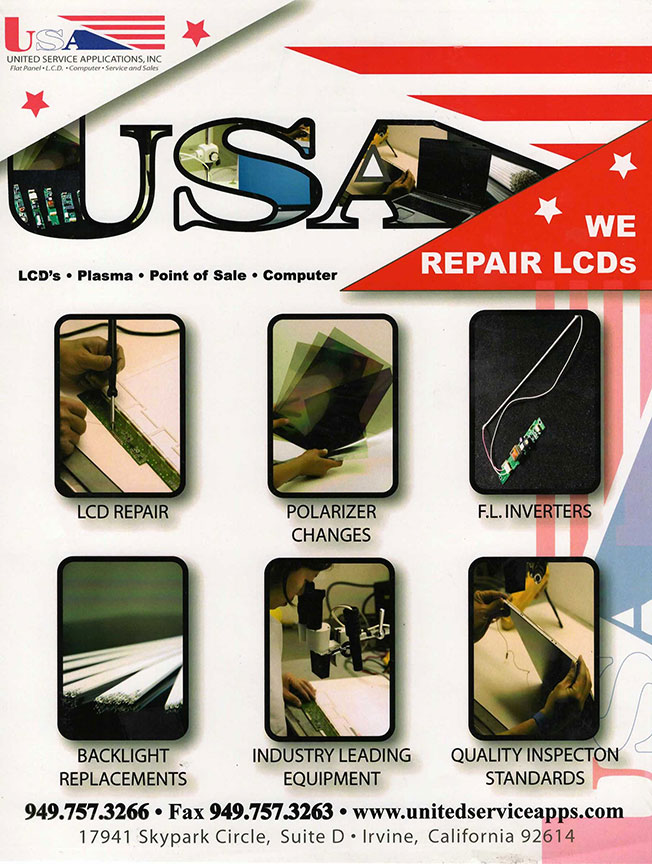 USA
UNITED SERVICE APPLICATIONS, INC
Flat Panel • L.C.D. • Computer • Service and Sales
USA
WE
REPAIR LCDs
LCD's • Plasma • Point of Sale • Computer
LCD REPAIR
POLARIZER
CHANGES
F.L. INVERTERS
BACKLIGHT
REPLACEMENTS
INDUSTRY LEADING
EQUIPMENT
QUALITY INSPECTON
STANDARDS
USA
949.757.3266 • Fax 949.757.3263 • www.unitedserviceapps.com
17941 Skypark Circle, Suite D • Irvine, California 92614